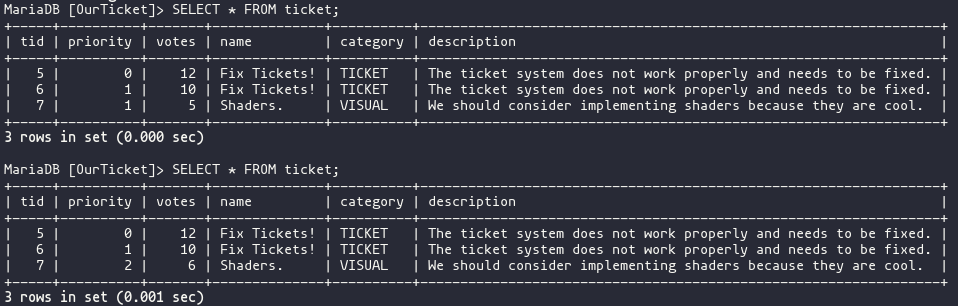 MariaDB [OurTicket]> SELECT * FROM ticket;
+-----+----------+-------+--------------+----------+----------------------------------------------------------------+
| tid | priority | votes | name         | category | description                                                    |
+-----+----------+-------+--------------+----------+----------------------------------------------------------------+
|   5 |        0 |    12 | Fix Tickets! | TICKET   | The ticket system does not work properly and needs to be fixed. |
|   6 |        1 |    10 | Fix Tickets! | TICKET   | The ticket system does not work properly and needs to be fixed. |
|   7 |        1 |     5 | Shaders.     | VISUAL   | We should consider implementing shaders because they are cool.  |
+-----+----------+-------+--------------+----------+----------------------------------------------------------------+
3 rows in set (0.000 sec)

MariaDB [OurTicket]> SELECT * FROM ticket;
+-----+----------+-------+--------------+----------+----------------------------------------------------------------+
| tid | priority | votes | name         | category | description                                                    |
+-----+----------+-------+--------------+----------+----------------------------------------------------------------+
|   5 |        0 |    12 | Fix Tickets! | TICKET   | The ticket system does not work properly and needs to be fixed. |
|   6 |        1 |    10 | Fix Tickets! | TICKET   | The ticket system does not work properly and needs to be fixed. |
|   7 |        2 |     6 | Shaders.     | VISUAL   | We should consider implementing shaders because they are cool.  |
+-----+----------+-------+--------------+----------+----------------------------------------------------------------+
3 rows in set (0.001 sec)